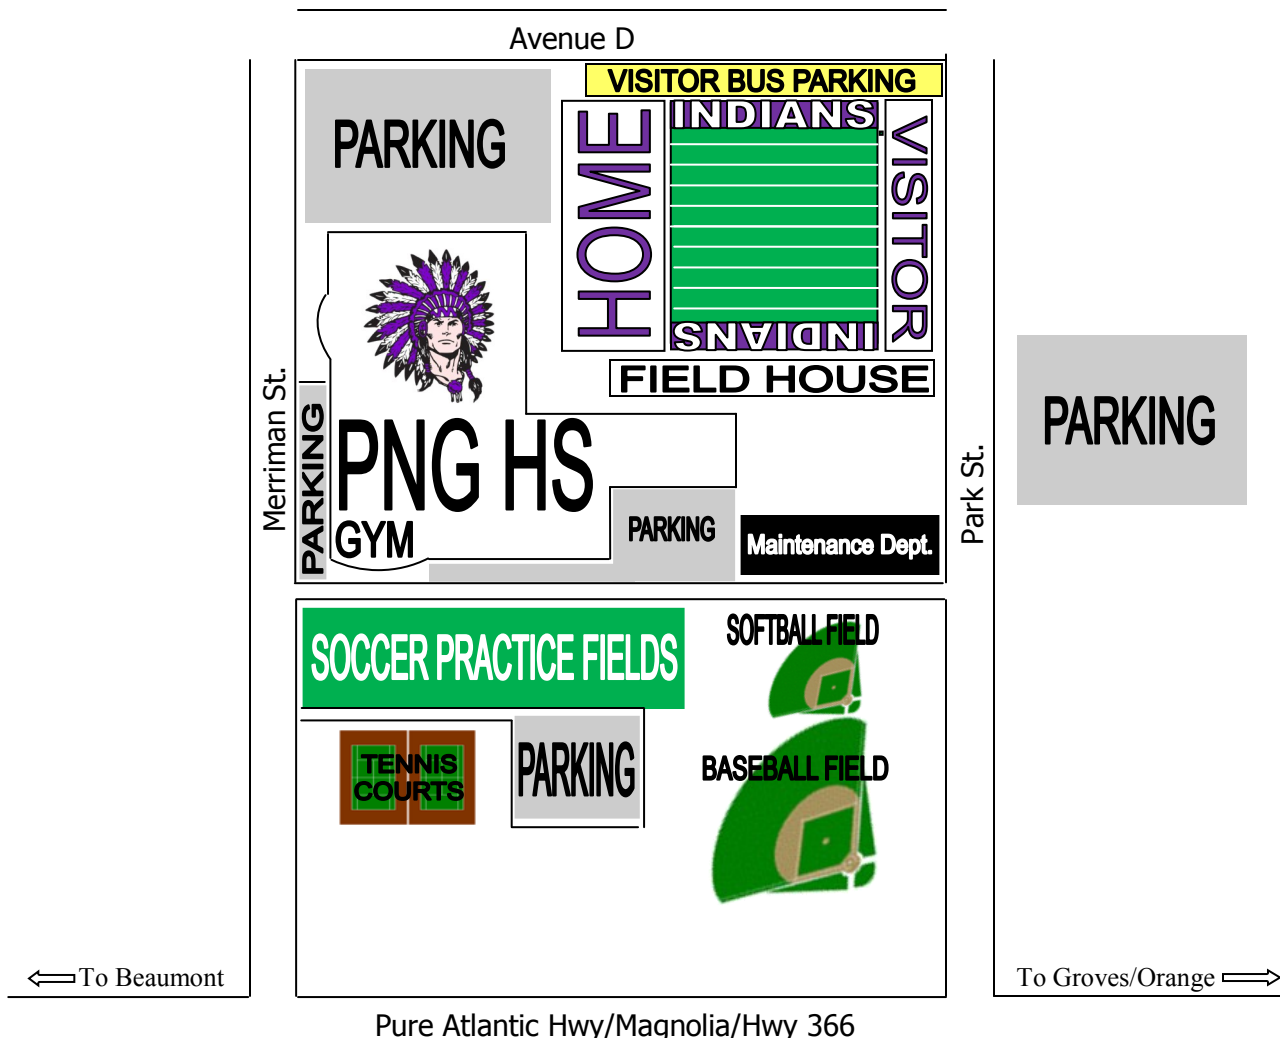 Avenue D
VISITOR BUS PARKING
PARKING
HOME
INDIANS
VISITOR
INDIANS
FIELD HOUSE
Merriman St.
PARKING
PNG HS
GYM
PARKING
Maintenance Dept.
Park St.
PARKING
SOCCER PRACTICE FIELDS
SOFTBALL FIELD
TENNIS
COURTS
PARKING
BASEBALL FIELD
To Beaumont
To Groves/Orange
Pure Atlantic Hwy/Magnolia/Hwy 366